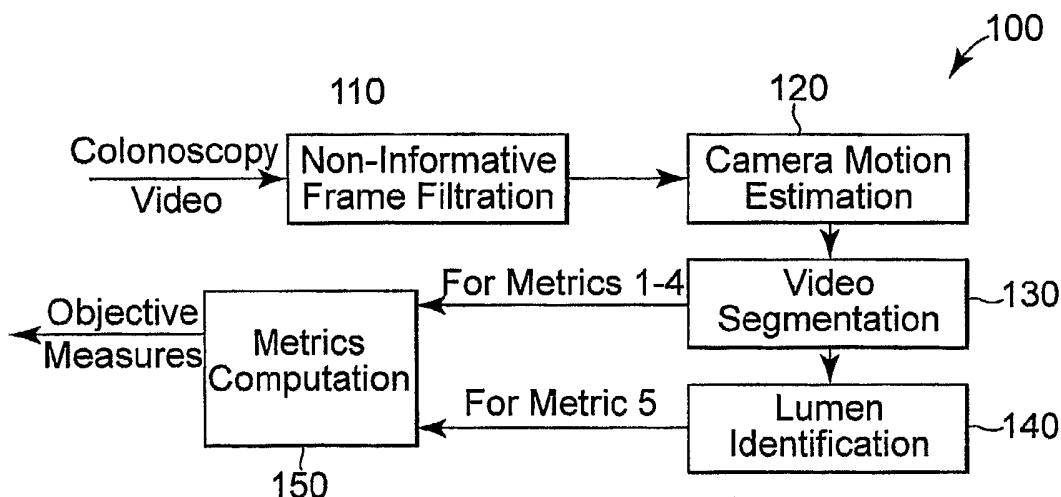 100
110
120
Colonoscopy
Video
Non-Informative
Frame Filtration
Camera Motion
Estimation
For Metrics 1-4
Video
Segmentation
130
Objective
Measures
Metrics
Computation
For Metric 5
Lumen
Identification
140
150